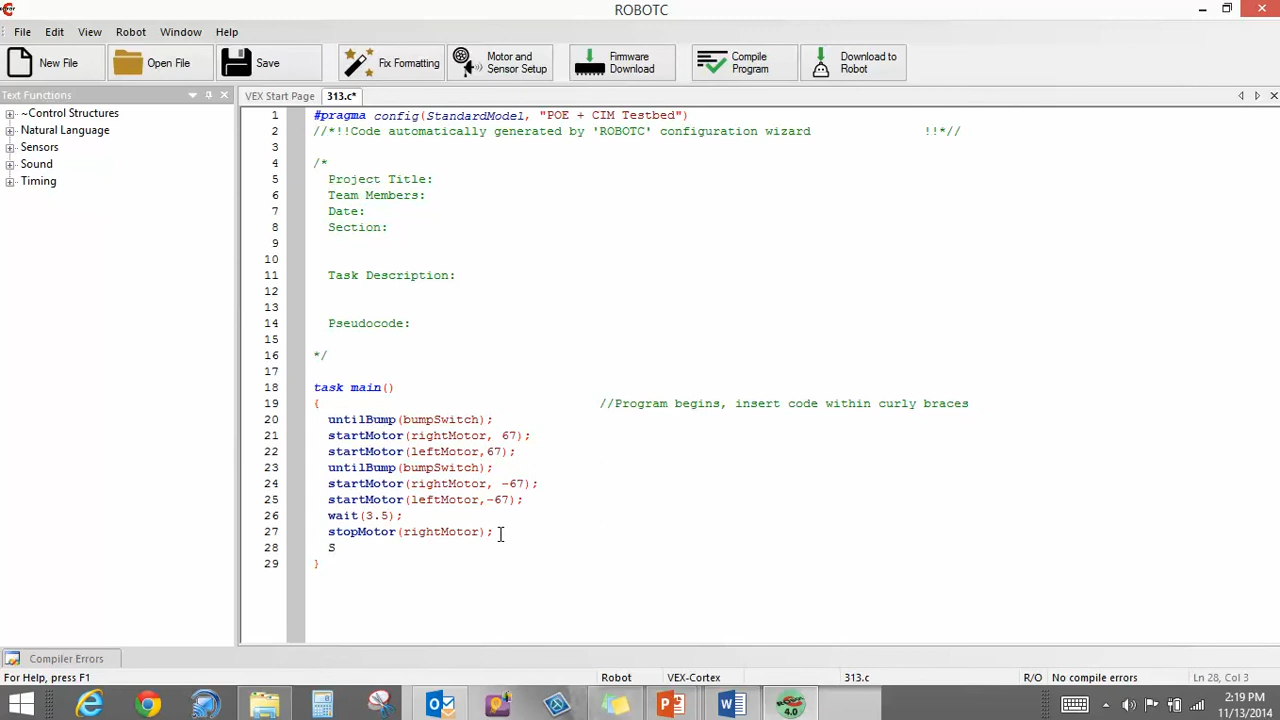 ROBOTC
File Edit View Robot Window Help
New File Open File Save Fix Formatting Motor and Sensor Setup Firmware Download Compile Program Download to Robot
Text Functions
~Control Structures
Natural Language
Sensors
Sound
Timing
VEX Start Page 313.c*
1 #pragma config(StandardModel, "POE + CIM Testbed")
2 //*!!Code automatically generated by 'ROBOTC' configuration wizard !!*//
3
4 /*
5 Project Title:
6 Team Members:
7 Date:
8 Section:
9
10
11 Task Description:
12
13
14 Pseudocode:
15
16 */
17
18 task main()
19 { //Program begins, insert code within curly braces
20 untilBump(bumpSwitch);
21 startMotor(rightMotor, 67);
22 startMotor(leftMotor,67);
23 untilBump(bumpSwitch);
24 startMotor(rightMotor, -67);
25 startMotor(leftMotor,-67);
26 wait(3.5);
27 stopMotor(rightMotor);
28 S
29 }
Compiler Errors
For Help, press F1 Robot VEX-Cortex 313.c R/O No compile errors Ln 28, Col 3
4.0
2:19 PM
11/13/2014